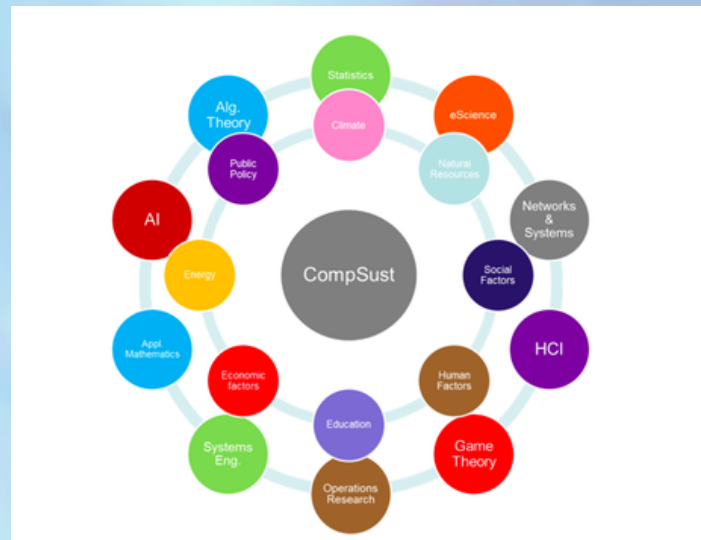 Statistics
Alg.
Theory
Climate
eScience
Public
Policy
Natural
Resources
AI
Networks
&
Systems
Energy
CompSust
Social
Factors
Appl.
Mathematics
HCI
Economic
factors
Human
Factors
Education
Systems
Eng.
Game
Theory
Operations
Research